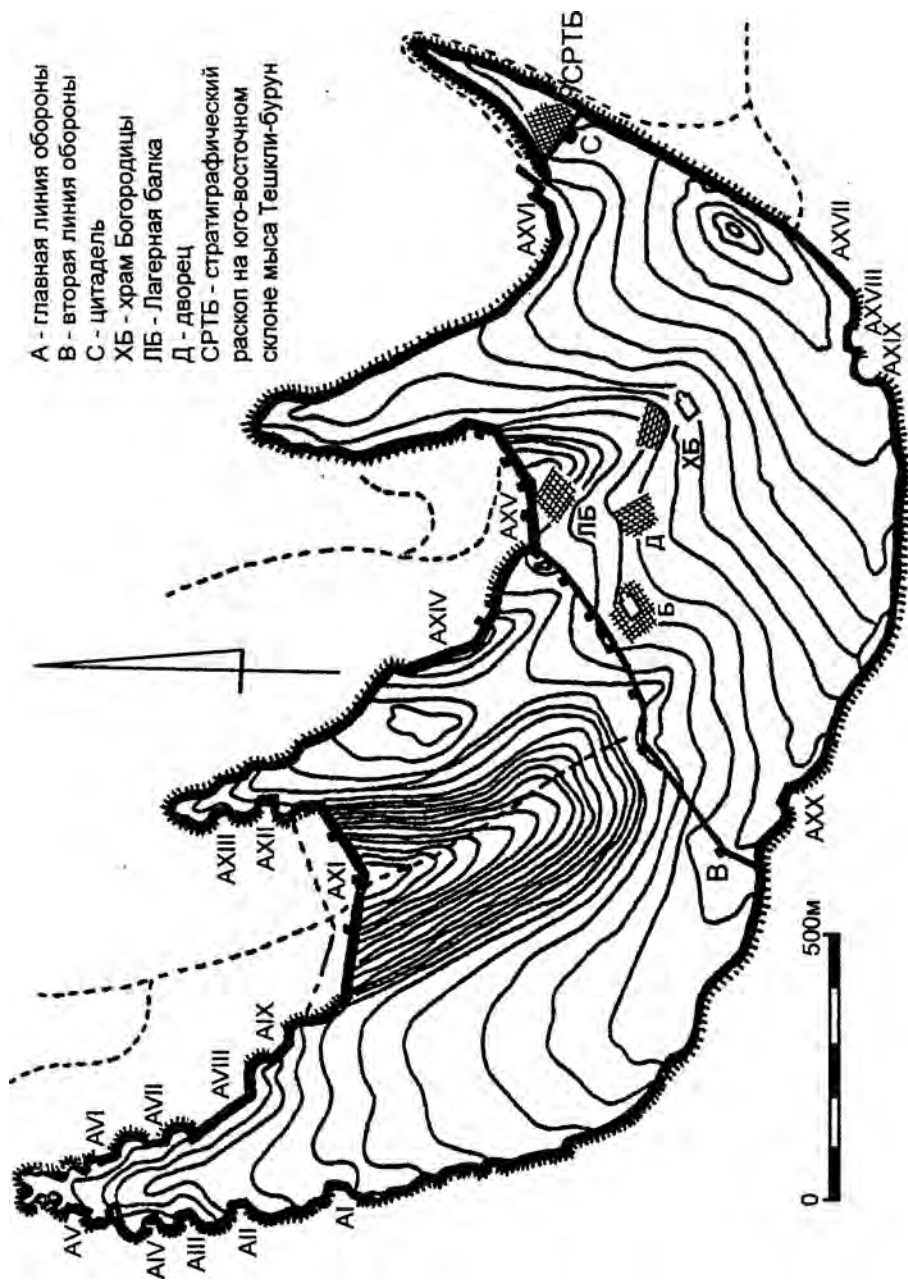 А - главная линия обороны
В - вторая линия обороны
С - цитадель
ХБ - храм Богородицы
ЛБ - Лагерная балка
Д - дворец
СРТБ - стратиграфический
раскоп на юго-восточном
склоне мыса Тешкли-бурун
AV
AVI
AIV
AVII
AIII
AVIII
AII
AIX
AI
AXI
AXIII
AXII
AXIV
AXV
AXVI
СРТБ
С
ЛБ
Д
Б
ХБ
В
AXX
AXVII
AXVIII
AXIX
0
500м